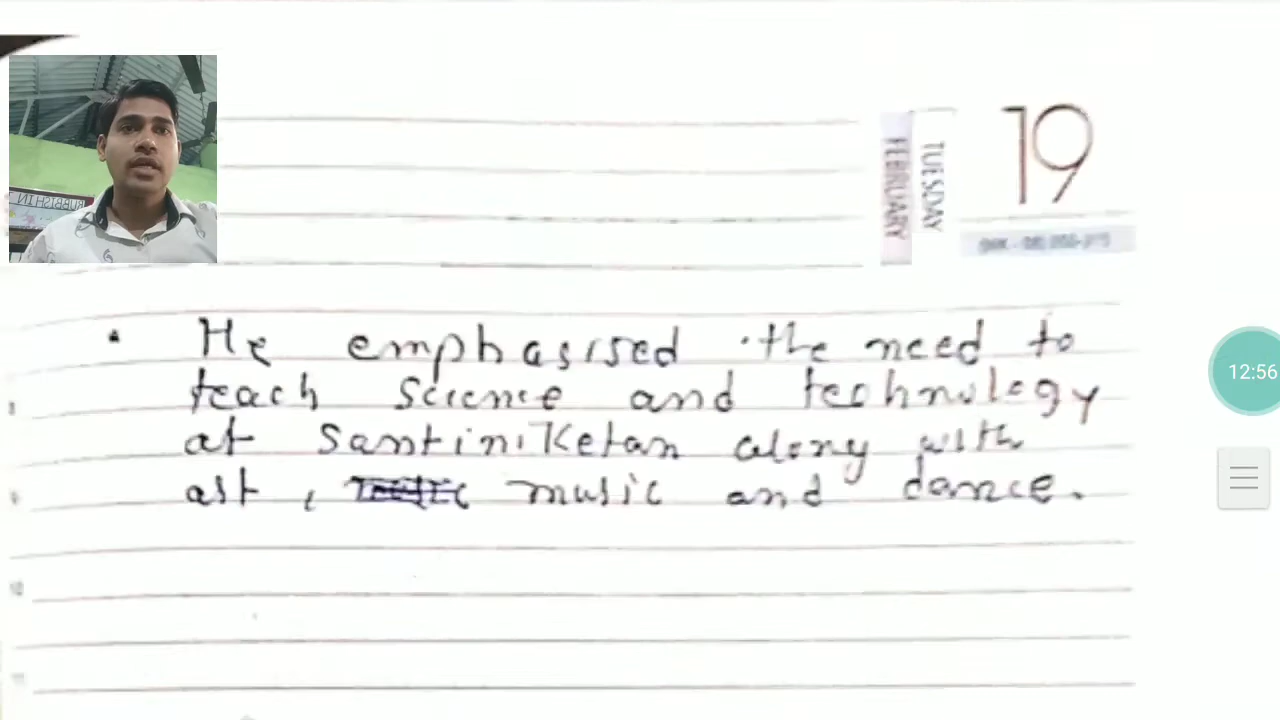 19
TUESDAY
FEBRUARY
• He emphasised the need to
teach science and technology
at Santiniketan along with
art, music and dance.
12:56